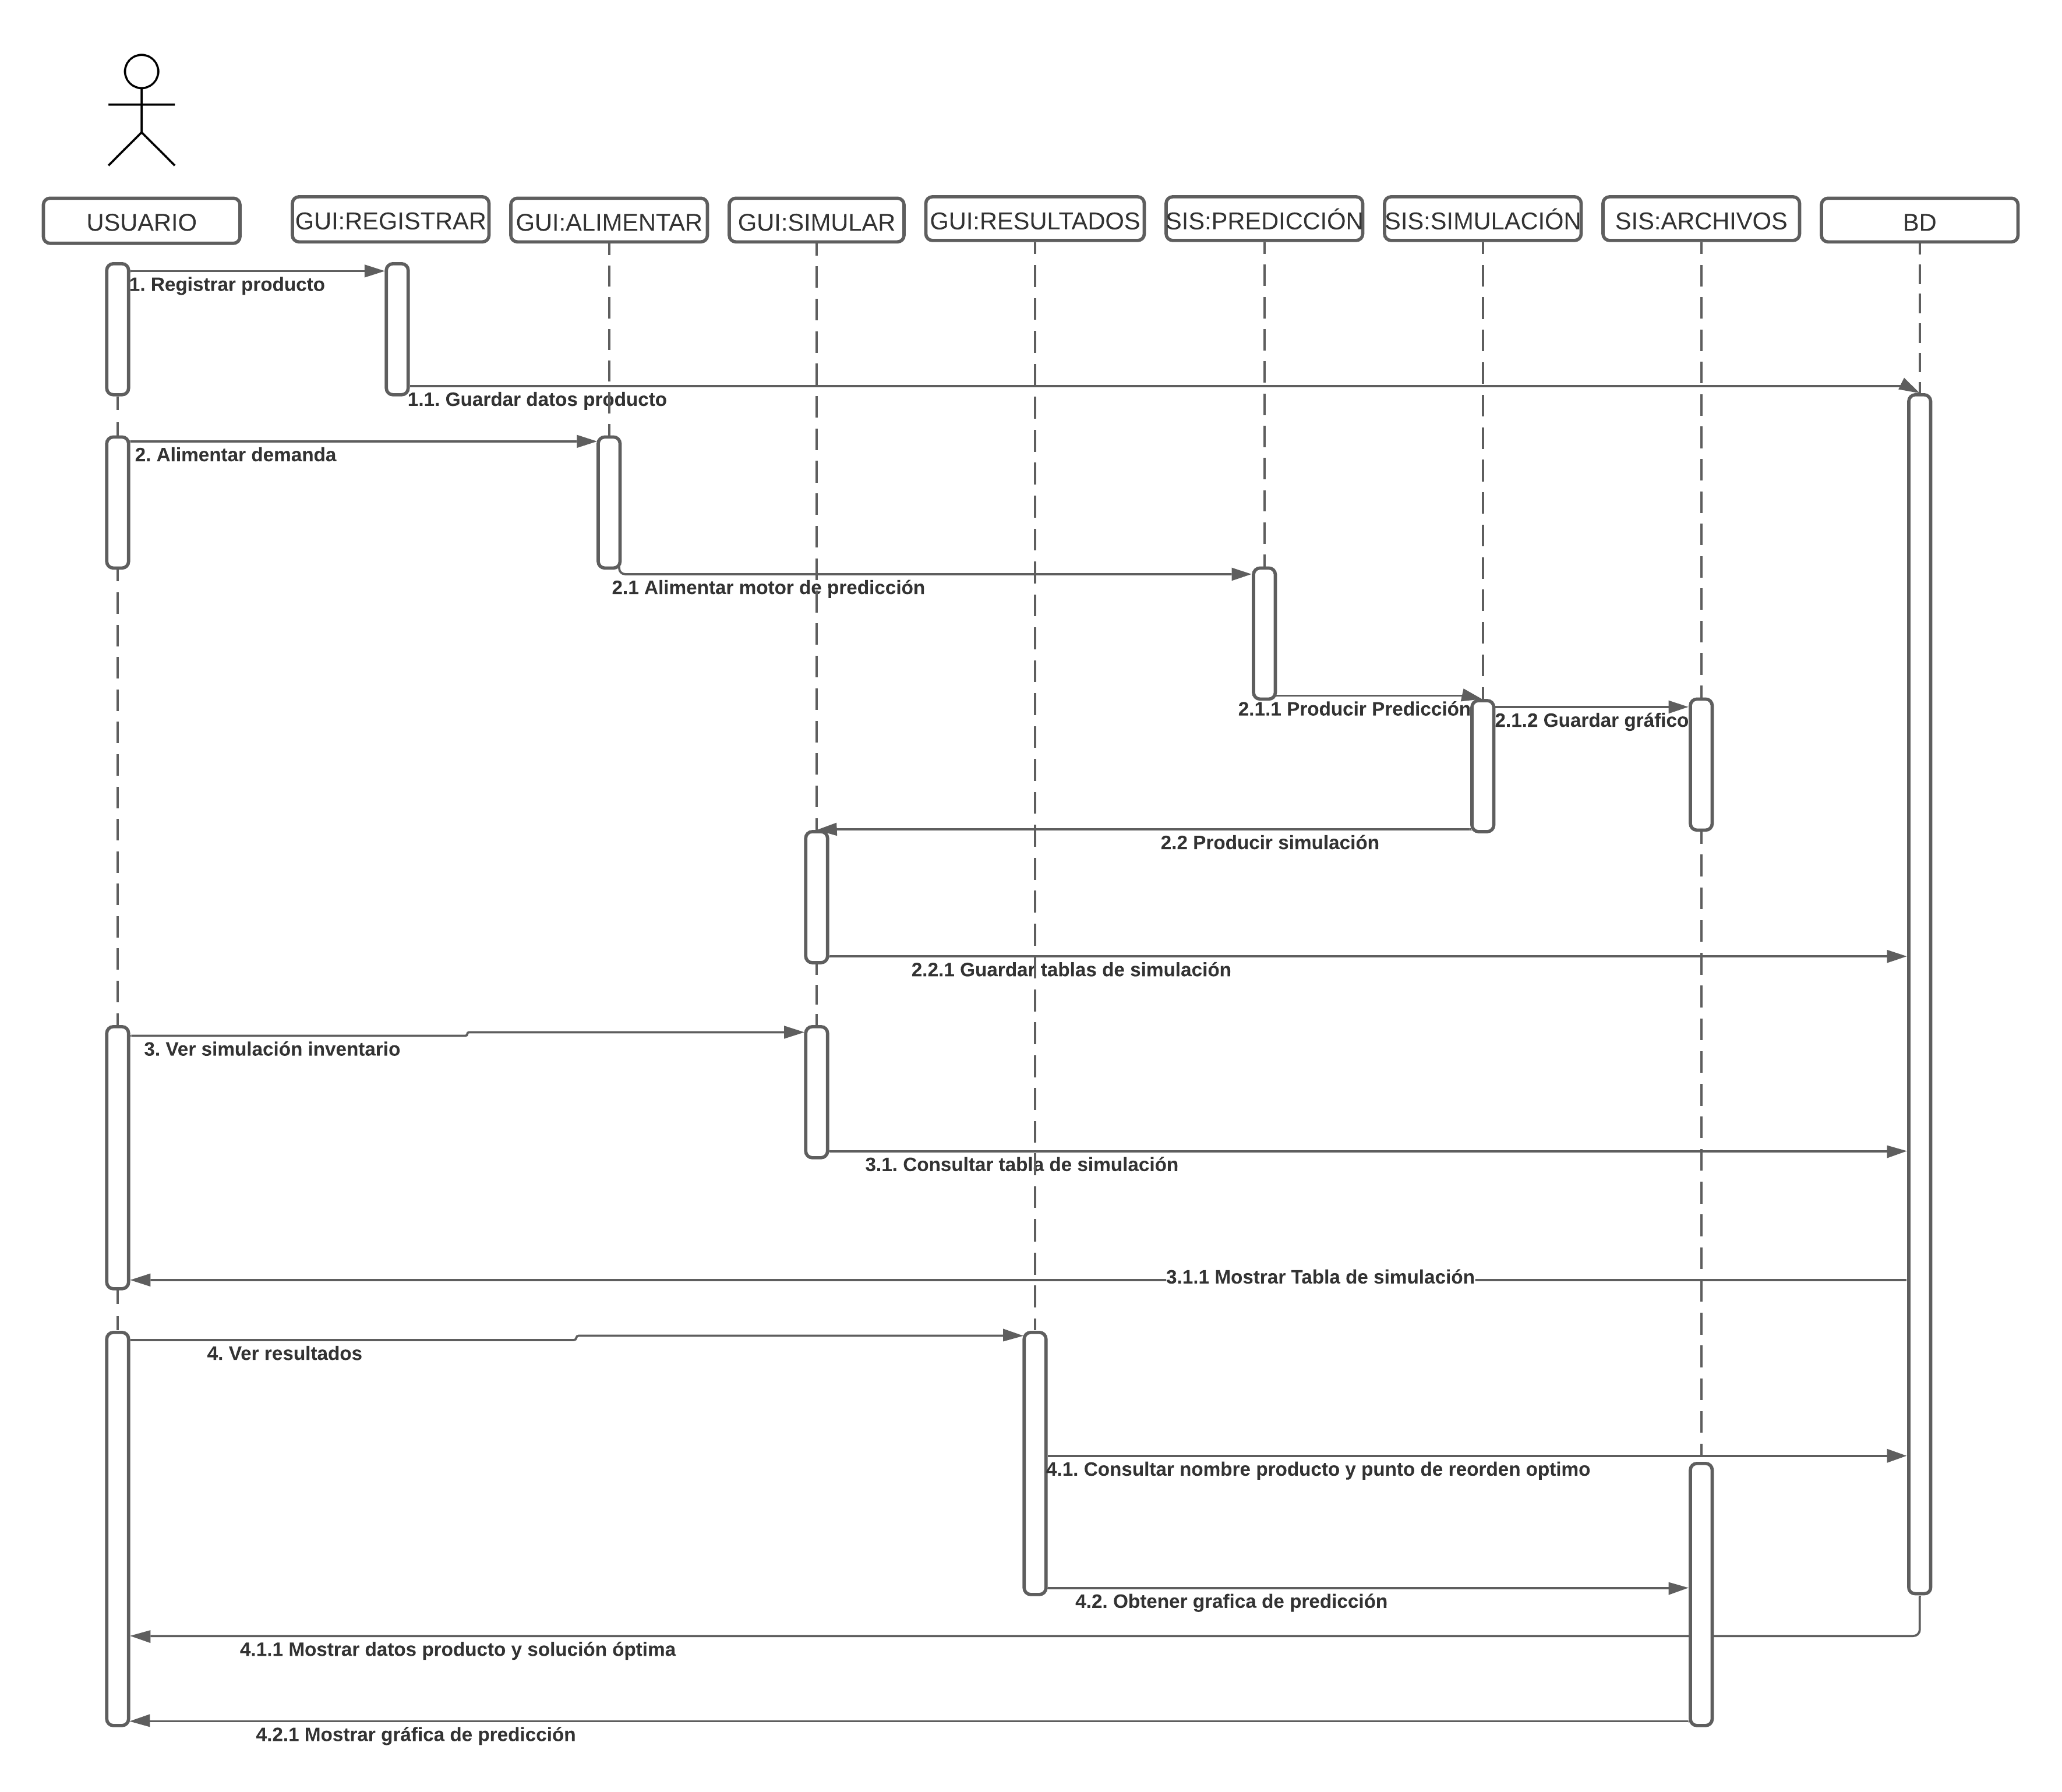 USUARIO
GUI:REGISTRAR
GUI:ALIMENTAR
GUI:SIMULAR
GUI:RESULTADOS
SIS:PREDICCIÓN
SIS:SIMULACIÓN
SIS:ARCHIVOS
BD
1. Registrar producto
1.1. Guardar datos producto
2. Alimentar demanda
2.1 Alimentar motor de predicción
2.1.1 Producir Predicción
2.1.2 Guardar gráfico
2.2 Producir simulación
2.2.1 Guardar tablas de simulación
3. Ver simulación inventario
3.1. Consultar tabla de simulación
3.1.1 Mostrar Tabla de simulación
4. Ver resultados
4.1. Consultar nombre producto y punto de reorden optimo
4.2. Obtener grafica de predicción
4.1.1 Mostrar datos producto y solución óptima
4.2.1 Mostrar gráfica de predicción